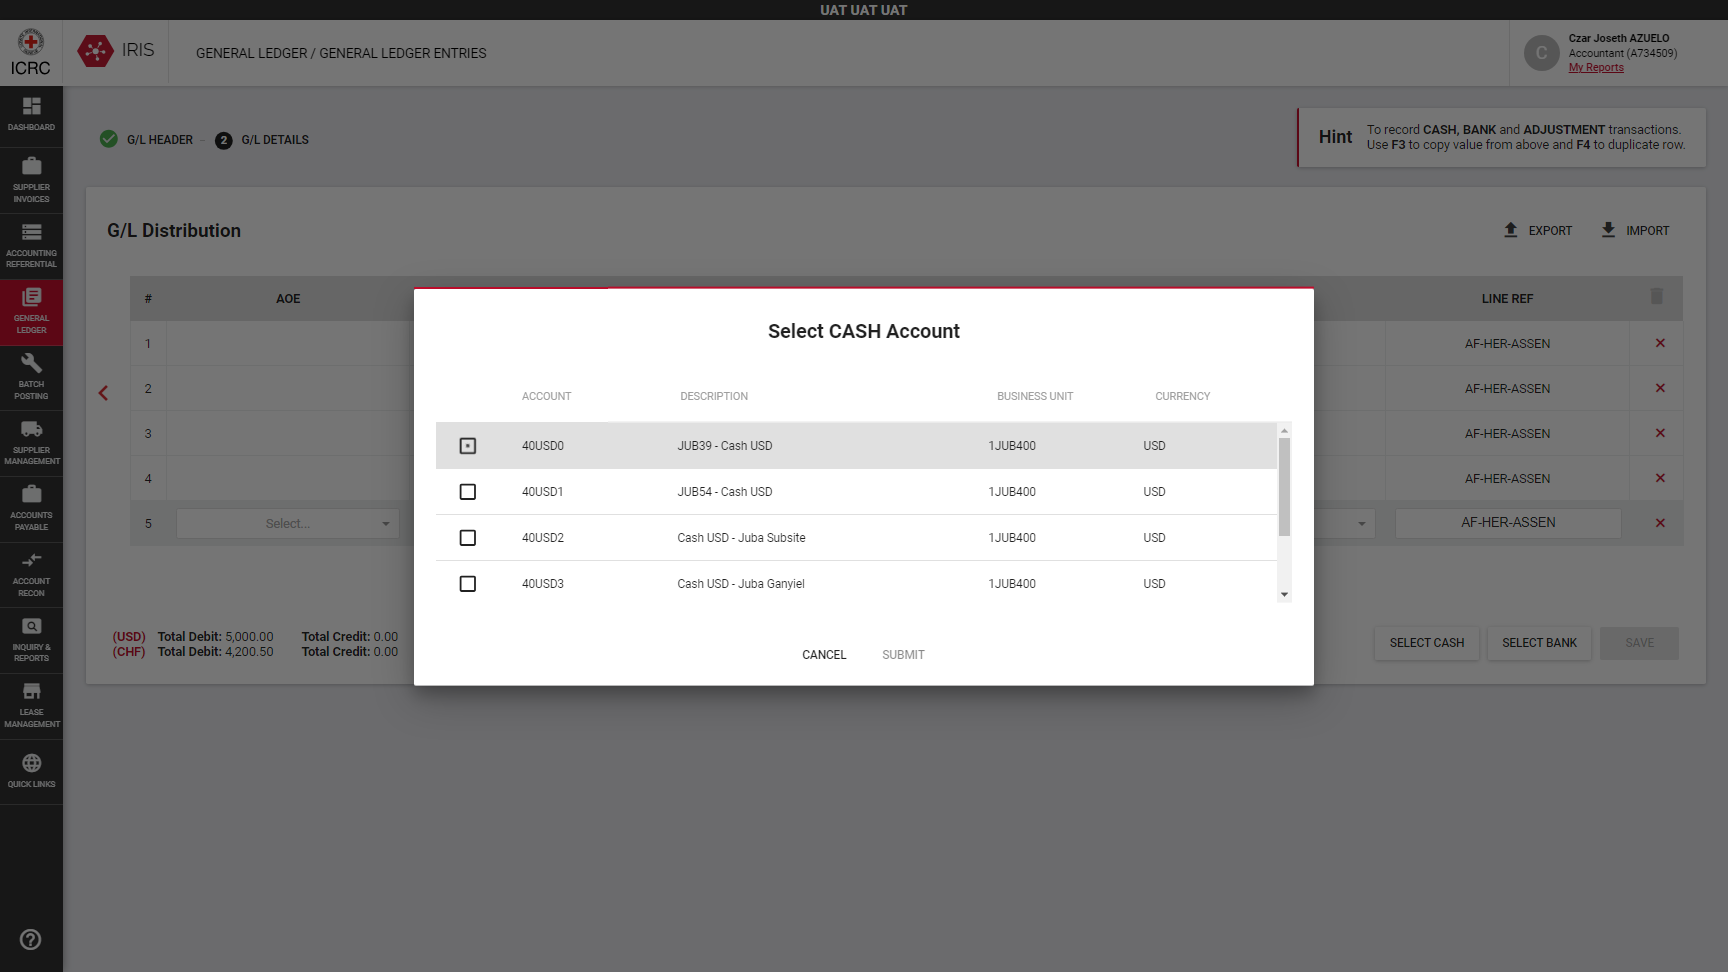 UAT UAT UAT
ICRC
IRIS
GENERAL LEDGER / GENERAL LEDGER ENTRIES
C
Czar Joseth AZUELO
Accountant (A734509)
My Reports
DASHBOARD
SUPPLIER
INVOICES
ACCOUNTING
REFERENTIAL
GENERAL
LEDGER
BATCH
POSTING
SUPPLIER
MANAGEMENT
ACCOUNTS
PAYABLE
ACCOUNT
RECON
INQUIRY &
REPORTS
LEASE
MANAGEMENT
QUICK LINKS
G/L HEADER - 2 G/L DETAILS
Hint
To record CASH, BANK and ADJUSTMENT transactions.
Use F3 to copy value from above and F4 to duplicate row.
G/L Distribution
EXPORT IMPORT
# AOE LINE REF
1 AF-HER-ASSEN
2 AF-HER-ASSEN
3 AF-HER-ASSEN
4 AF-HER-ASSEN
5 Select... AF-HER-ASSEN
(USD) Total Debit: 5,000.00 Total Credit: 0.00
(CHF) Total Debit: 4,200.50 Total Credit: 0.00
SELECT CASH SELECT BANK SAVE
Select CASH Account
ACCOUNT DESCRIPTION BUSINESS UNIT CURRENCY
40USD0 JUB39 - Cash USD 1JUB400 USD
40USD1 JUB54 - Cash USD 1JUB400 USD
40USD2 Cash USD - Juba Subsite 1JUB400 USD
40USD3 Cash USD - Juba Ganyiel 1JUB400 USD
CANCEL SUBMIT